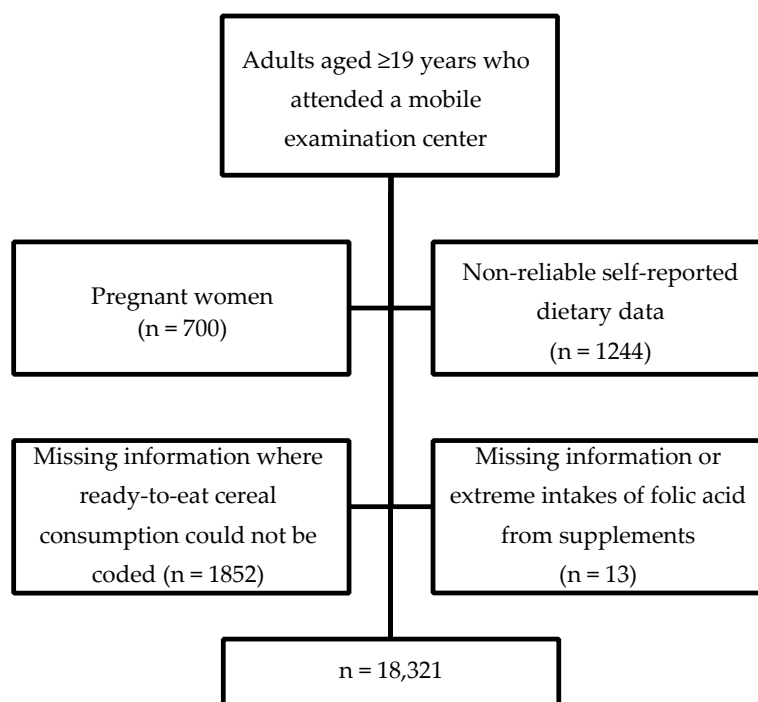 Adults aged ≥19 years who
attended a mobile
examination center
Pregnant women
(n = 700)
Non-reliable self-reported
dietary data
(n = 1244)
Missing information where
ready-to-eat cereal
consumption could not be
coded (n = 1852)
Missing information or
extreme intakes of folic acid
from supplements
(n = 13)
n = 18,321